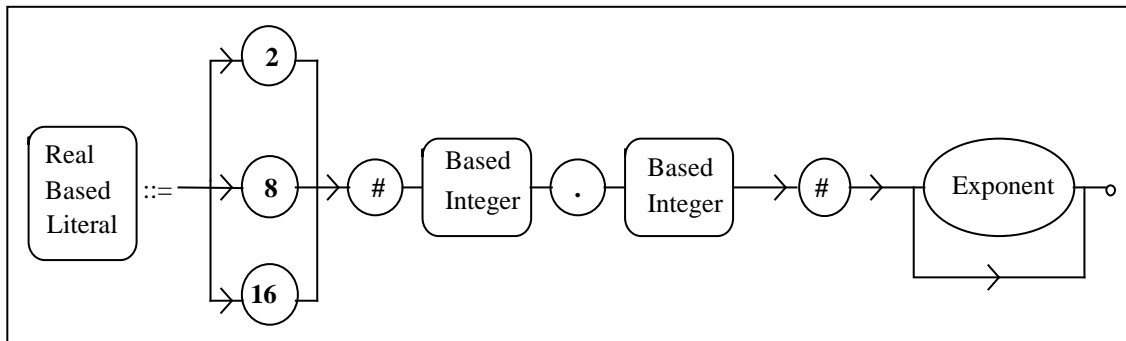 2
Real
Based
Literal
::=
8
#
Based
Integer
.
Based
Integer
#
Exponent
16